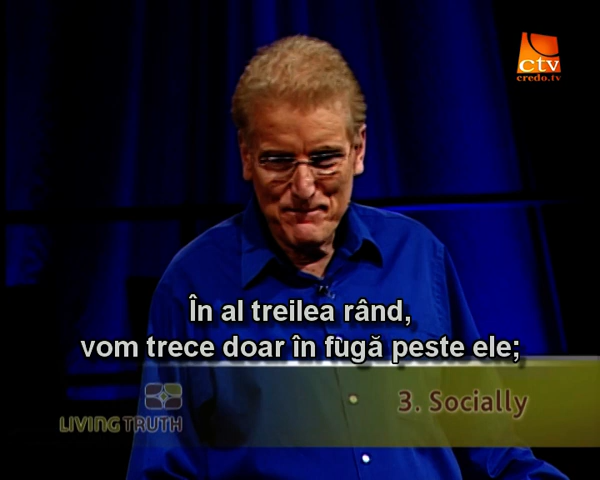 ctv
credo.tv
În al treilea rând,
vom trece doar în fugă peste ele;
3. Socially
LIVING TRUTH